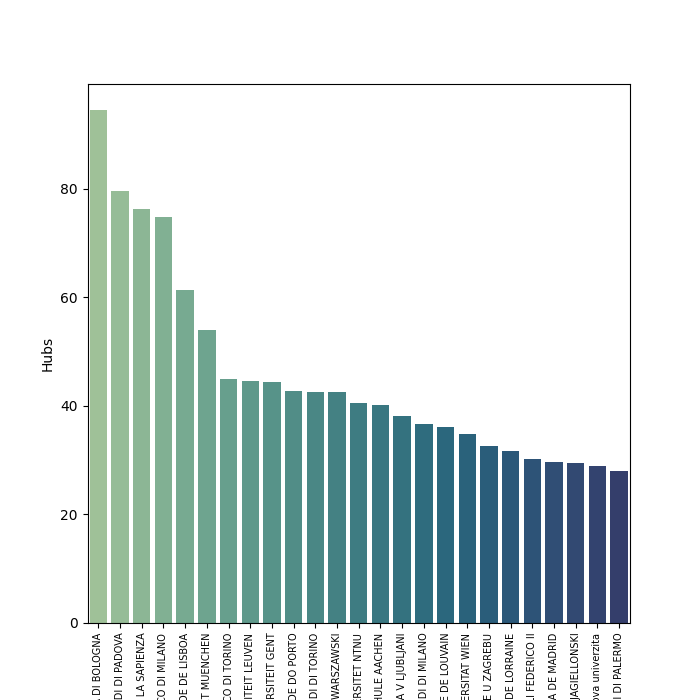 80
60
40
20
0
Hubs
DI BOLOGNA
DI DI PADOVA
LA SAPIENZA
CO DI MILANO
DE DE LISBOA
T MUENCHEN
CO DI TORINO
ITEIT LEUVEN
RSITEIT GENT
DE DO PORTO
DI DI TORINO
WARSZAWSKI
RSITET NTNU
HULE AACHEN
A V LJUBLJANI
DI DI MILANO
E DE LOUVAIN
ERSITAT WIEN
E U ZAGREBU
DE LORRAINE
I FEDERICO II
A DE MADRID
JAGIELLONSKI
ova univerzita
I DI PALERMO